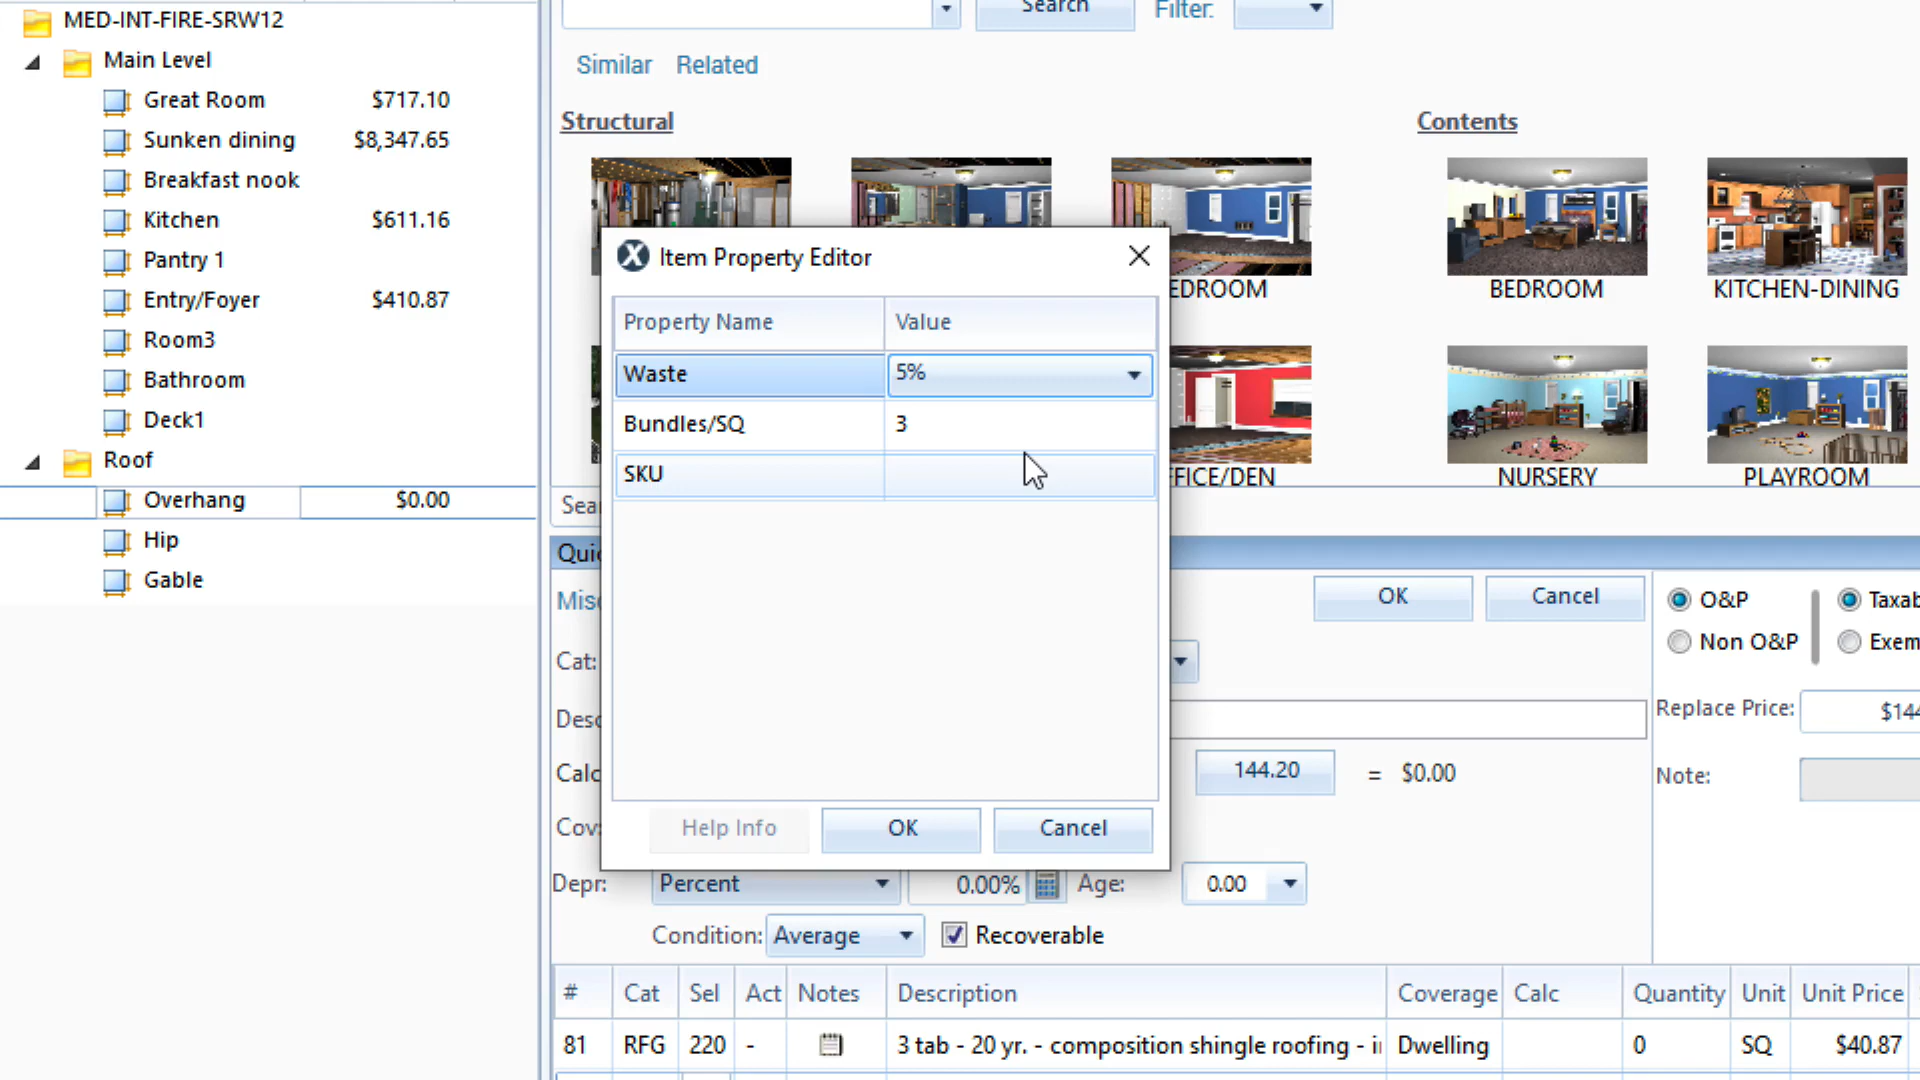 MED-INT-FIRE-SRW12
Main Level
Great Room $717.10
Sunken dining $8,347.65
Breakfast nook
Kitchen $611.16
Pantry 1
Entry/Foyer $410.87
Room3
Bathroom
Deck1
Roof
Overhang $0.00
Hip
Gable
Search Filter:
Similar Related
Structural Contents
EDROOM BEDROOM KITCHEN-DINING
FICE/DEN NURSERY PLAYROOM
Sea
Item Property Editor
Property Name Value
Waste 5%
Bundles/SQ 3
SKU
Help Info OK Cancel
Quic
Misc OK Cancel
Cat:
Desc
Calc 144.20 = $0.00
Cov:
Depr: Percent 0.00% Age: 0.00
Condition: Average Recoverable
O&P Taxab
Non O&P Exem
Replace Price: $144
Note:
# Cat Sel Act Notes Description Coverage Calc Quantity Unit Unit Price
81 RFG 220 - 3 tab - 20 yr. - composition shingle roofing - i Dwelling 0 SQ $40.87